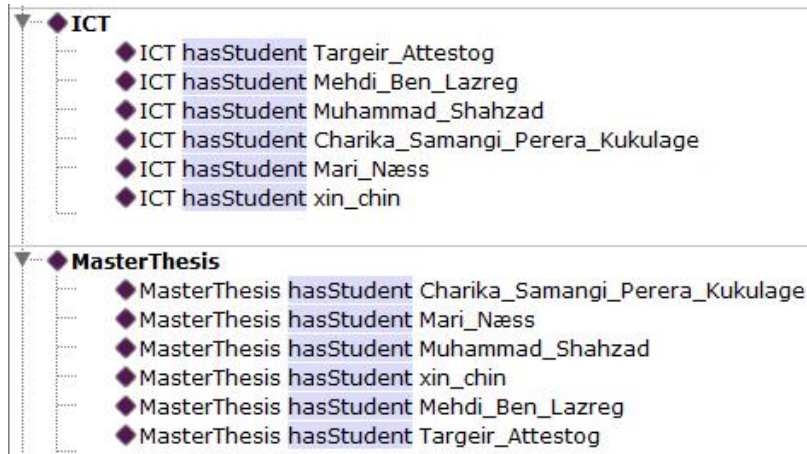 ICT
ICT hasStudent Targeir_Attestog
ICT hasStudent Mehdi_Ben_Lazreg
ICT hasStudent Muhammad_Shahzad
ICT hasStudent Charika_Samangi_Perera_Kukulage
ICT hasStudent Mari_Næss
ICT hasStudent xin_chin
MasterThesis
MasterThesis hasStudent Charika_Samangi_Perera_Kukulage
MasterThesis hasStudent Mari_Næss
MasterThesis hasStudent Muhammad_Shahzad
MasterThesis hasStudent xin_chin
MasterThesis hasStudent Mehdi_Ben_Lazreg
MasterThesis hasStudent Targeir_Attestog